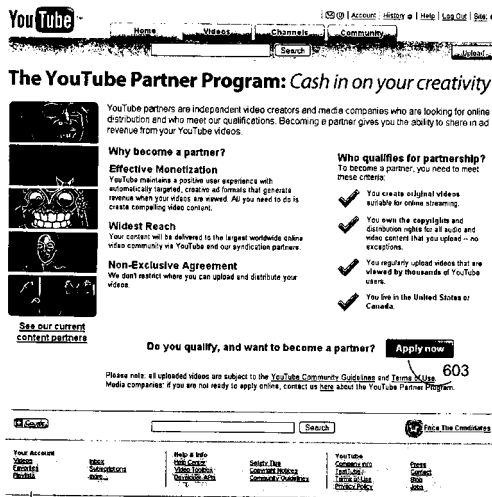 You Tube
(0) | Account | History | Help | Log Out | Site:
Home Videos Channels Community
Search Upload
The YouTube Partner Program: Cash in on your creativity
YouTube partners are independent video creators and media companies who are looking for online
distribution and who meet our qualifications. Becoming a partner gives you the ability to share in ad
revenue from your YouTube videos.
Why become a partner?
Effective Monetization
YouTube maintains a positive user experience with
automatically targeted, creative ad formats that generate
revenue when your videos are viewed. All you need to do is
create compelling video content.
Widest Reach
Your content will be delivered to the largest worldwide online
video community via YouTube and our syndication partners.
Non-Exclusive Agreement
We don't restrict where you can upload and distribute your
videos.
See our current
content partners
Who qualifies for partnership?
To become a partner, you need to meet
these criteria:
You create original videos
suitable for online streaming.
You own the copyrights and
distribution rights for all audio and
video content that you upload -- no
exceptions.
You regularly upload videos that are
viewed by thousands of YouTube
users.
You live in the United States or
Canada.
Do you qualify, and want to become a partner? Apply now
603
Please note: all uploaded videos are subject to the YouTube Community Guidelines and Terms of Use.
Media companies: if you are not ready to apply online, contact us here about the YouTube Partner Program.
Search Face The Candidates
Your Account
Videos Inbox
Favorites Subscriptions
Playlists more...
Help & Info
Help Center Safety Tips
Video Toolbox Copyright Notices
Developer APIs Community Guidelines
YouTube
Company Info Press
TestTube Contact
Terms of Use Blog
Privacy Policy Jobs